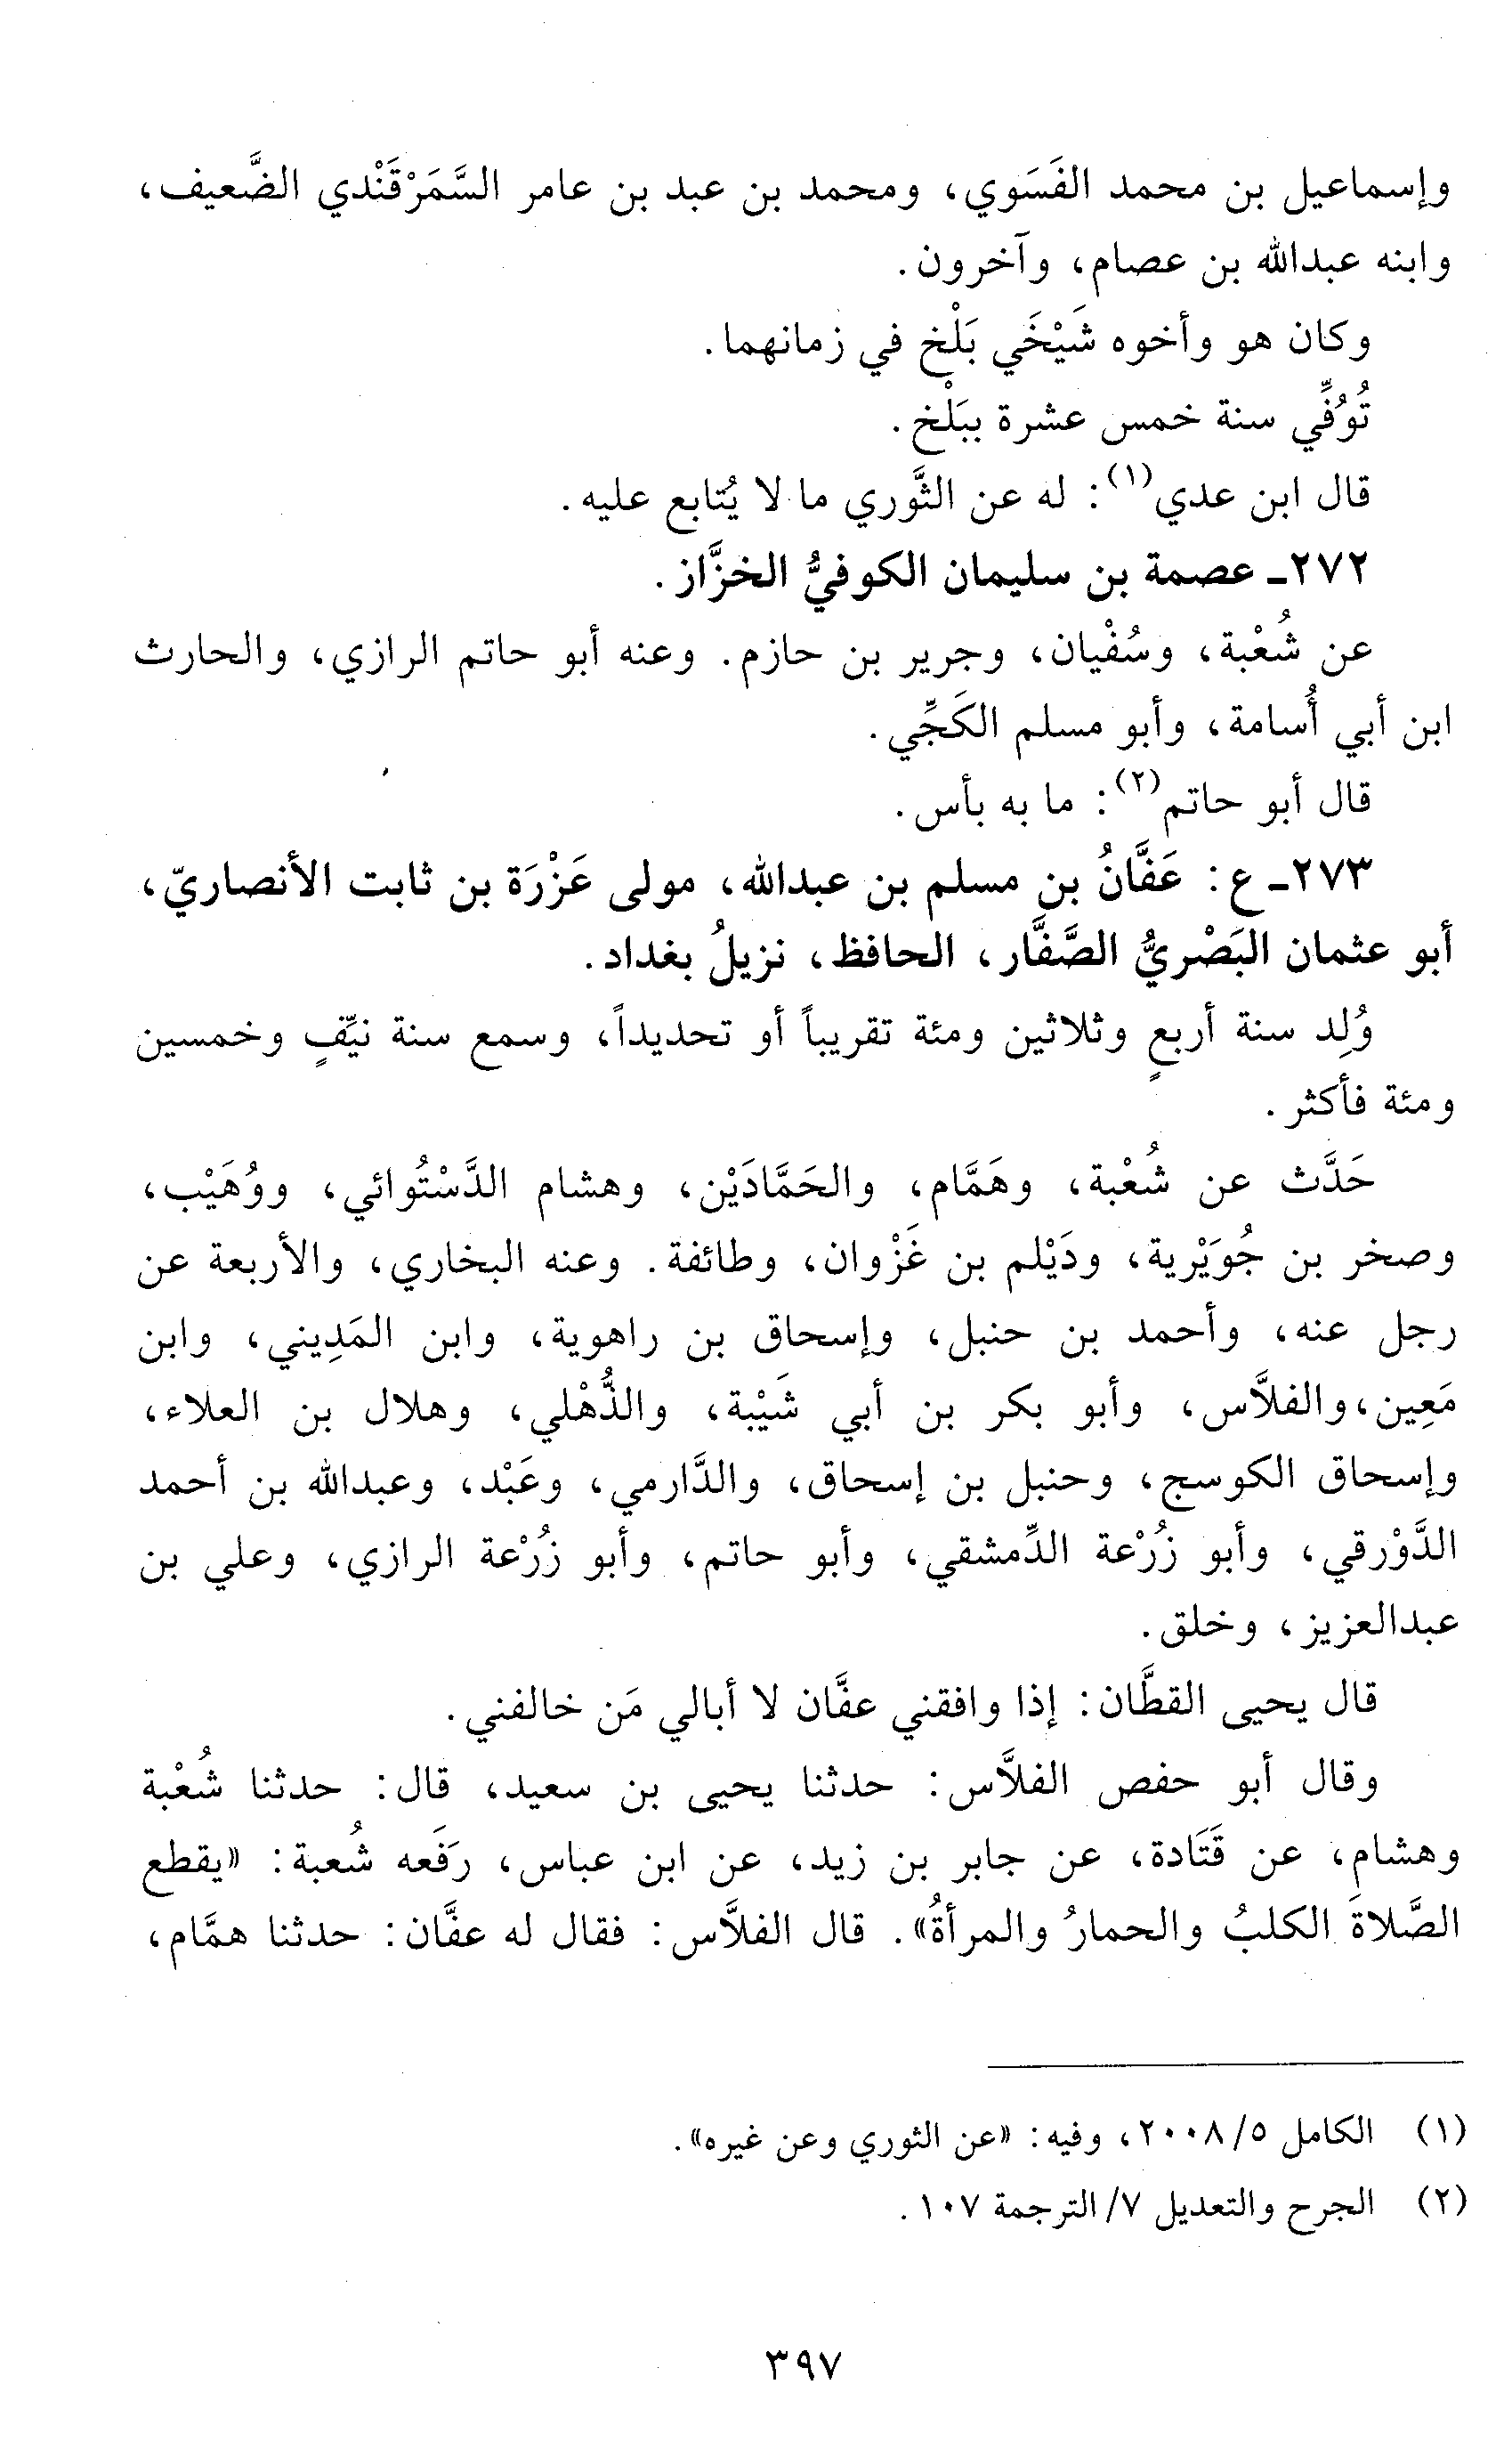 وإسماعيل بن محمد الفَسَوي، ومحمد بن عبد بن عامر السَّمَرْقَنْدي الضَّعيف،
وابنه عبدالله بن عصام، وآخرون.
وكان هو وأخوه شَيْخَي بَلْخ في زمانهما.
تُوُفِّي سنة خمس عشرة ببَلْخ.
قال ابن عدي(١): له عن الثَّوري ما لا يُتابع عليه.
٢٧٢- عصمة بن سليمان الكوفيُّ الخزَّاز.
عن شُعْبة، وسُفْيان، وجرير بن حازم. وعنه أبو حاتم الرازي، والحارث
ابن أبي أُسامة، وأبو مسلم الكَجِّي.
قال أبو حاتم(٢): ما به بأس.
٢٧٣- ع: عَفَّانُ بن مسلم بن عبدالله، مولى عَزْرَة بن ثابت الأنصاريّ،
أبو عثمان البَصْريُّ الصَّفَّار، الحافظ، نزيلُ بغداد.
وُلِد سنة أربعٍ وثلاثين ومئة تقريباً أو تحديداً، وسمع سنة نيِّفٍ وخمسين
ومئة فأكثر.
حَدَّث عن شُعْبة، وهَمَّام، والحَمَّادَيْن، وهشام الدَّسْتُوائي، ووُهَيْب،
وصخر بن جُوَيْرية، ودَيْلم بن غَزْوان، وطائفة. وعنه البخاري، والأربعة عن
رجل عنه، وأحمد بن حنبل، وإسحاق بن راهوية، وابن المَدِيني، وابن
مَعِين، والفلاَّس، وأبو بكر بن أبي شَيْبة، والذُّهْلي، وهلال بن العلاء،
وإسحاق الكوسج، وحنبل بن إسحاق، والدَّارمي، وعَبْد، وعبدالله بن أحمد
الدَّوْرقي، وأبو زُرْعة الدِّمشقي، وأبو حاتم، وأبو زُرْعة الرازي، وعلي بن
عبدالعزيز، وخلق.
قال يحيى القطَّان: إذا وافقني عفَّان لا أبالي مَن خالفني.
وقال أبو حفص الفلاَّس: حدثنا يحيى بن سعيد، قال: حدثنا شُعْبة
وهشام، عن قَتَادة، عن جابر بن زيد، عن ابن عباس، رَفَعه شُعبة: «يقطع
الصَّلاةَ الكلبُ والحمارُ والمرأةُ». قال الفلاَّس: فقال له عفَّان: حدثنا همَّام،
(١) الكامل ٥/ ٢٠٠٨، وفيه: «عن الثوري وعن غيره».
(٢) الجرح والتعديل ٧/ الترجمة ١٠٧.
٣٩٧